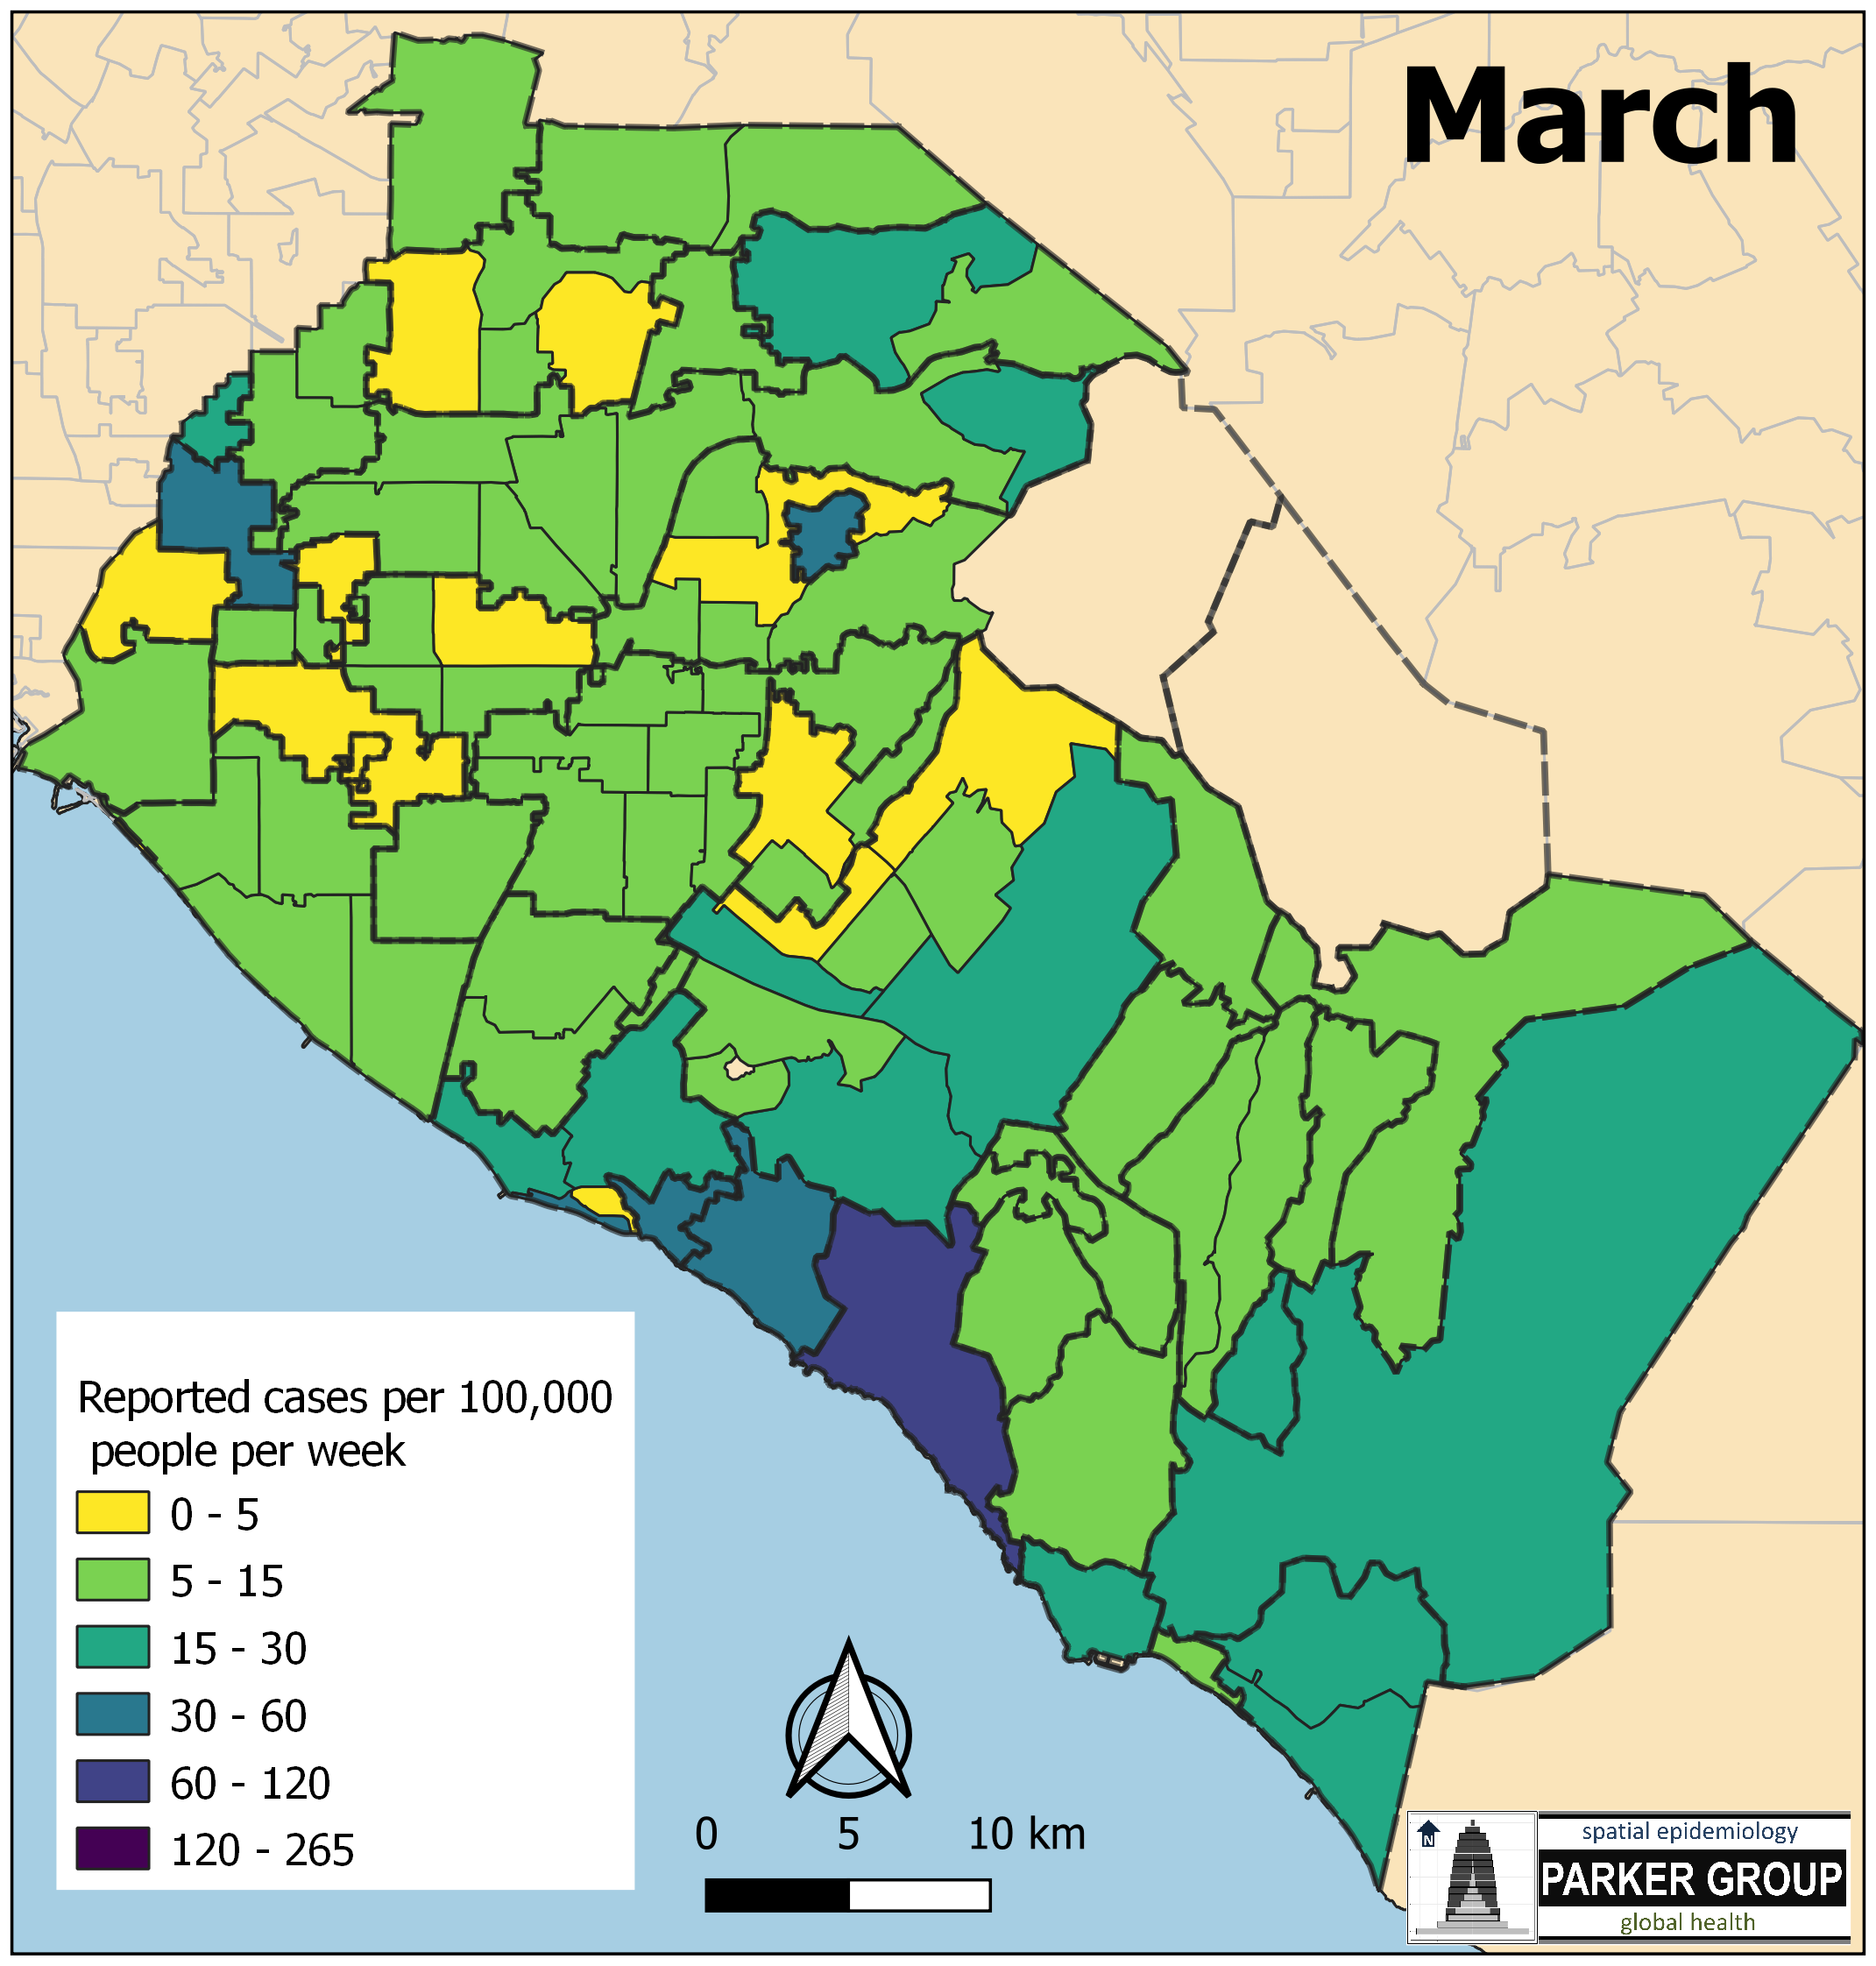 March
Reported cases per 100,000
people per week
0 - 5
5 - 15
15 - 30
30 - 60
60 - 120
120 - 265
0 5 10 km
N
spatial epidemiology
PARKER GROUP
global health